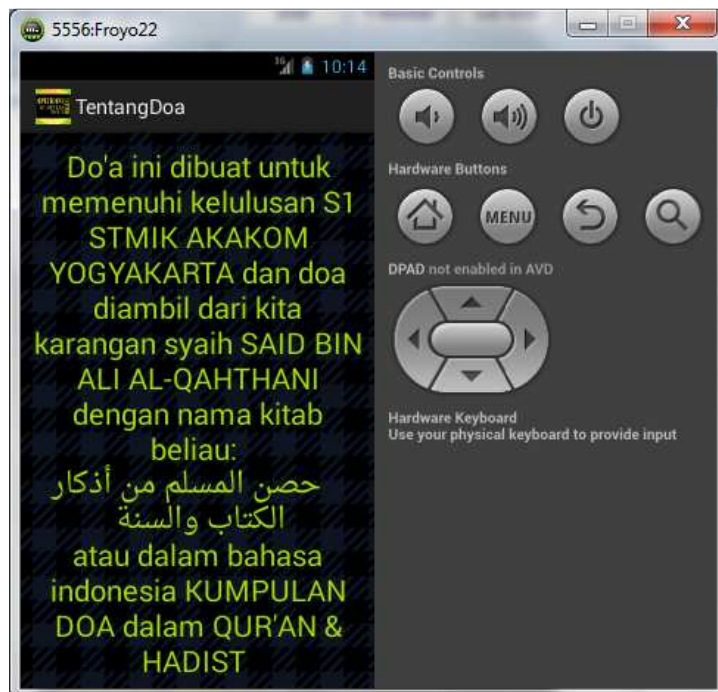 5556:Froyo22
3G 10:14
TentangDoa
Do'a ini dibuat untuk
memenuhi kelulusan S1
STMIK AKAKOM
YOGYAKARTA dan doa
diambil dari kita
karangan syaih SAID BIN
ALI AL-QAHTHANI
dengan nama kitab
beliau:
حصن المسلم من أذكار
الكتاب والسنة
atau dalam bahasa
indonesia KUMPULAN
DOA dalam QUR'AN &
HADIST
Basic Controls
Hardware Buttons
MENU
DPAD not enabled in AVD
Hardware Keyboard
Use your physical keyboard to provide input